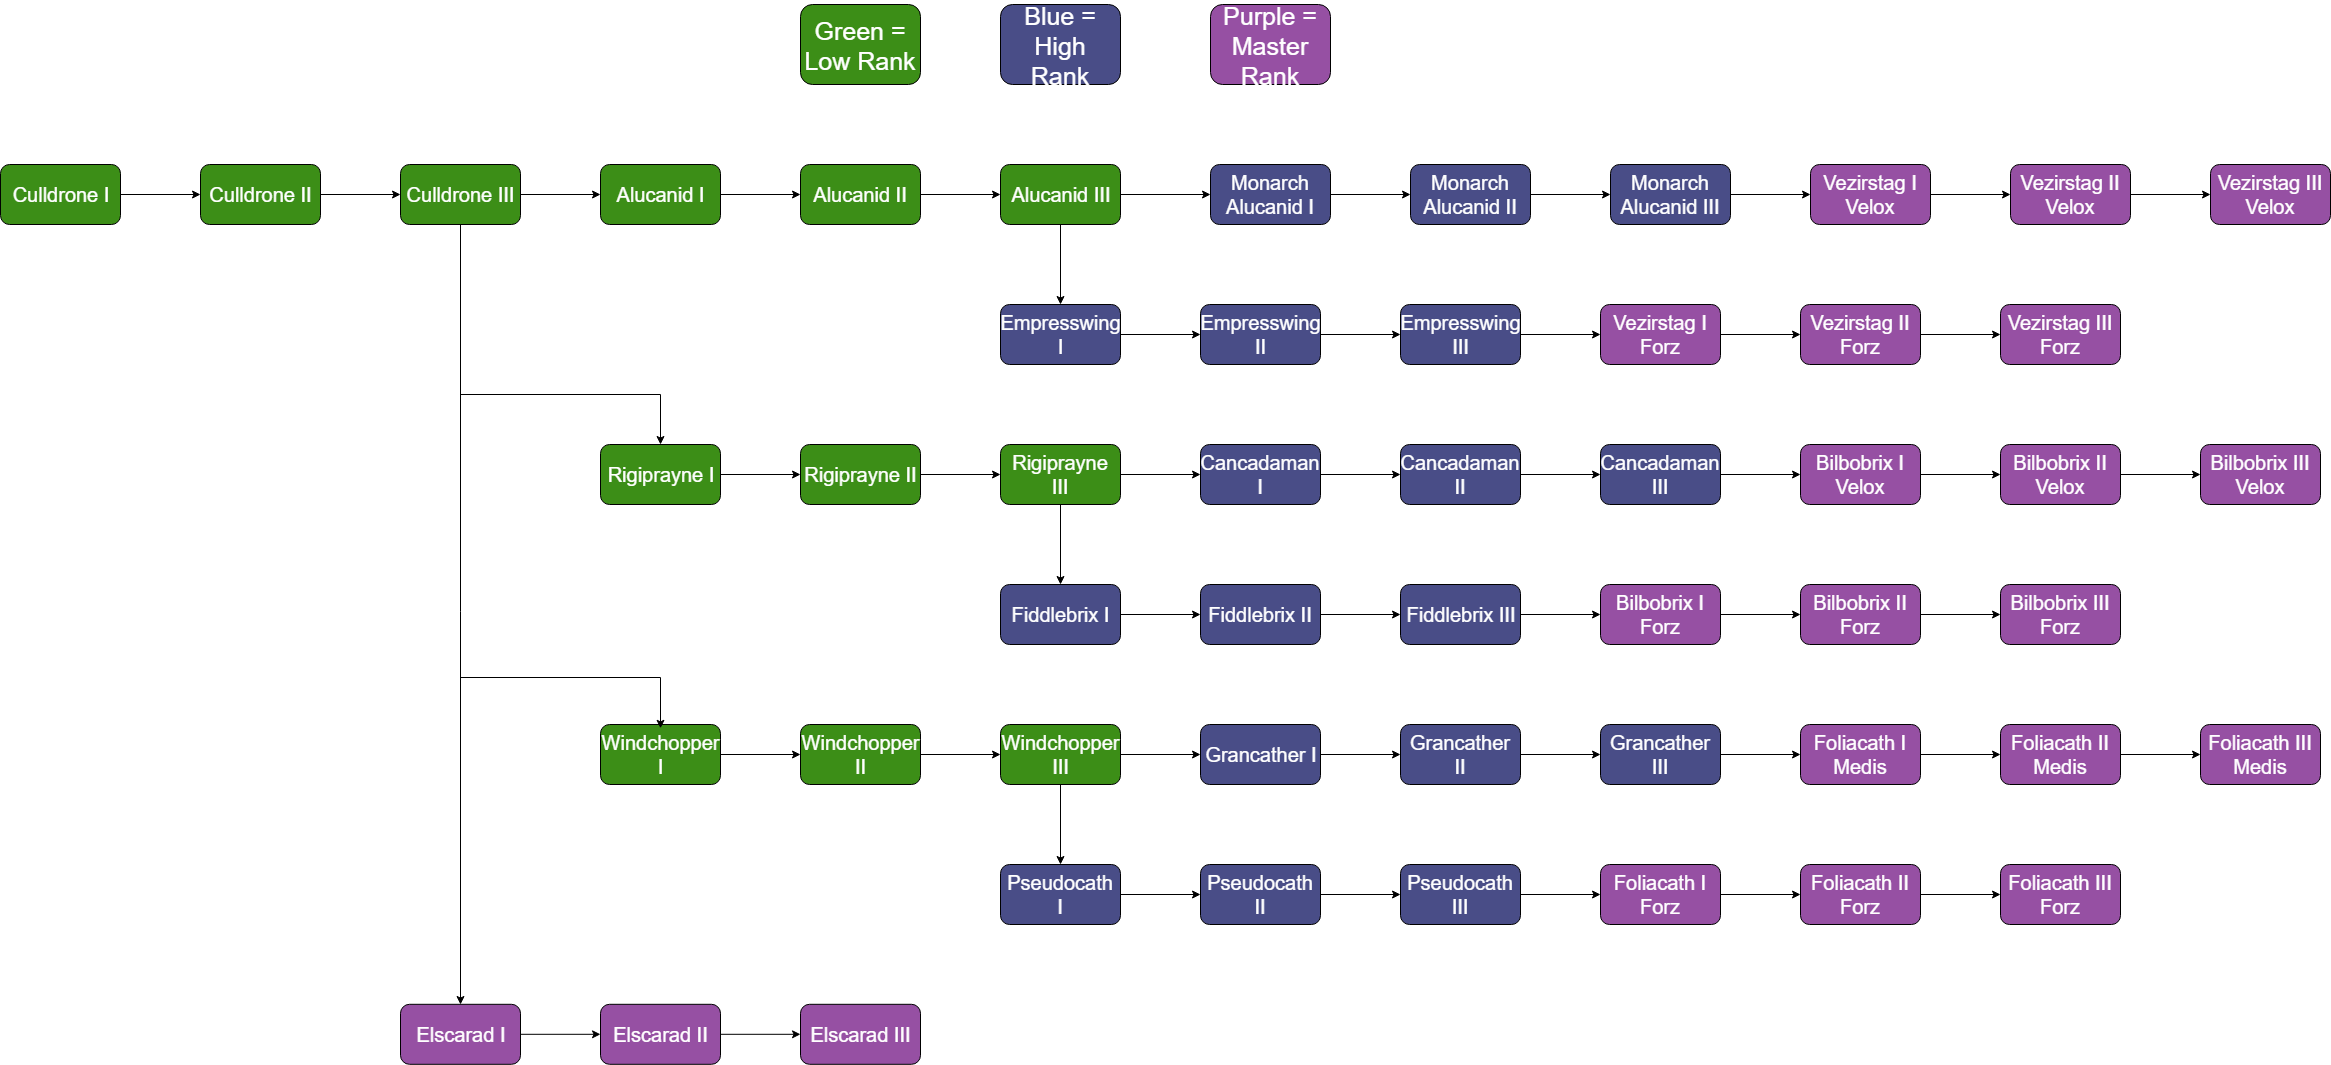 Green =
Low Rank
Blue =
High
Rank
Purple =
Master
Rank
Culldrone I
Culldrone II
Culldrone III
Alucanid I
Alucanid II
Alucanid III
Monarch
Alucanid I
Monarch
Alucanid II
Monarch
Alucanid III
Vezirstag I
Velox
Vezirstag II
Velox
Vezirstag III
Velox
Empresswing
I
Empresswing
II
Empresswing
III
Vezirstag I
Forz
Vezirstag II
Forz
Vezirstag III
Forz
Rigiprayne I
Rigiprayne II
Rigiprayne
III
Cancadaman
I
Cancadaman
II
Cancadaman
III
Bilbobrix I
Velox
Bilbobrix II
Velox
Bilbobrix III
Velox
Fiddlebrix I
Fiddlebrix II
Fiddlebrix III
Bilbobrix I
Forz
Bilbobrix II
Forz
Bilbobrix III
Forz
Windchopper
I
Windchopper
II
Windchopper
III
Grancather I
Grancather
II
Grancather
III
Foliacath I
Medis
Foliacath II
Medis
Foliacath III
Medis
Pseudocath
I
Pseudocath
II
Pseudocath
III
Foliacath I
Forz
Foliacath II
Forz
Foliacath III
Forz
Elscarad I
Elscarad II
Elscarad III